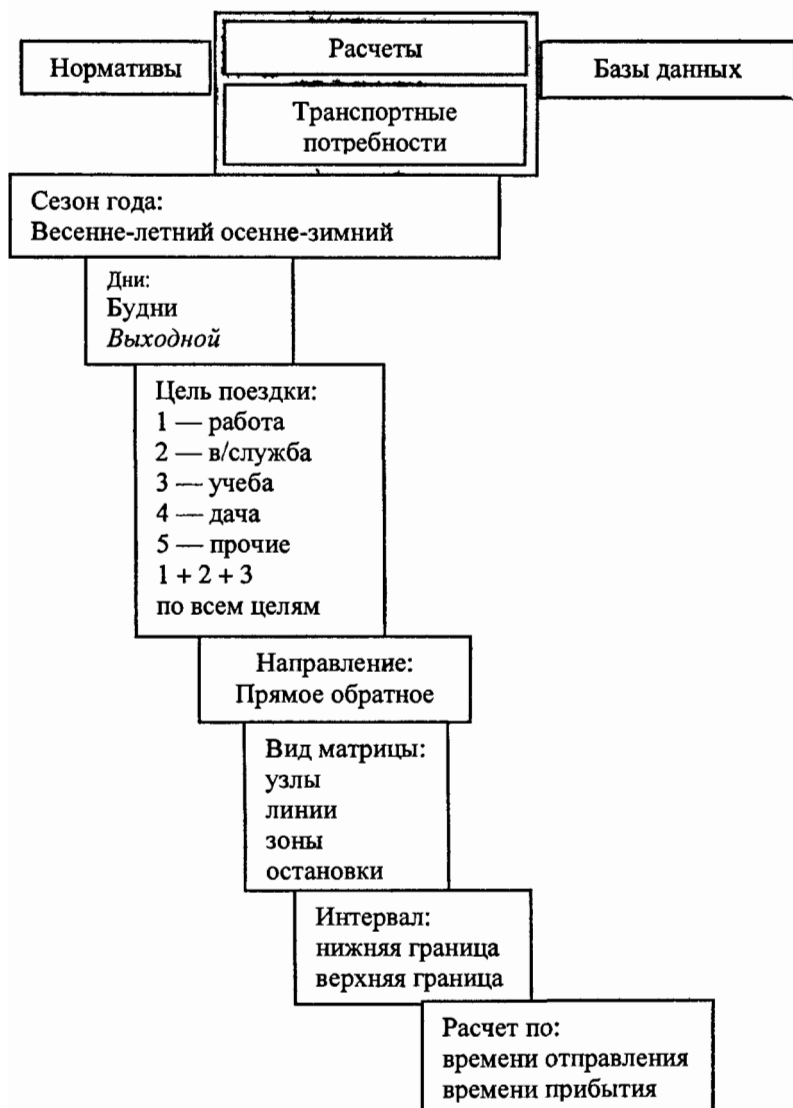 Нормативы
Расчеты
Базы данных
Транспортные
потребности
Сезон года:
Весенне-летний осенне-зимний
Дни:
Будни
Выходной
Цель поездки:
1 — работа
2 — в/служба
3 — учеба
4 — дача
5 — прочие
1 + 2 + 3
по всем целям
Направление:
Прямое обратное
Вид матрицы:
узлы
линии
зоны
остановки
Интервал:
нижняя граница
верхняя граница
Расчет по:
времени отправления
времени прибытия